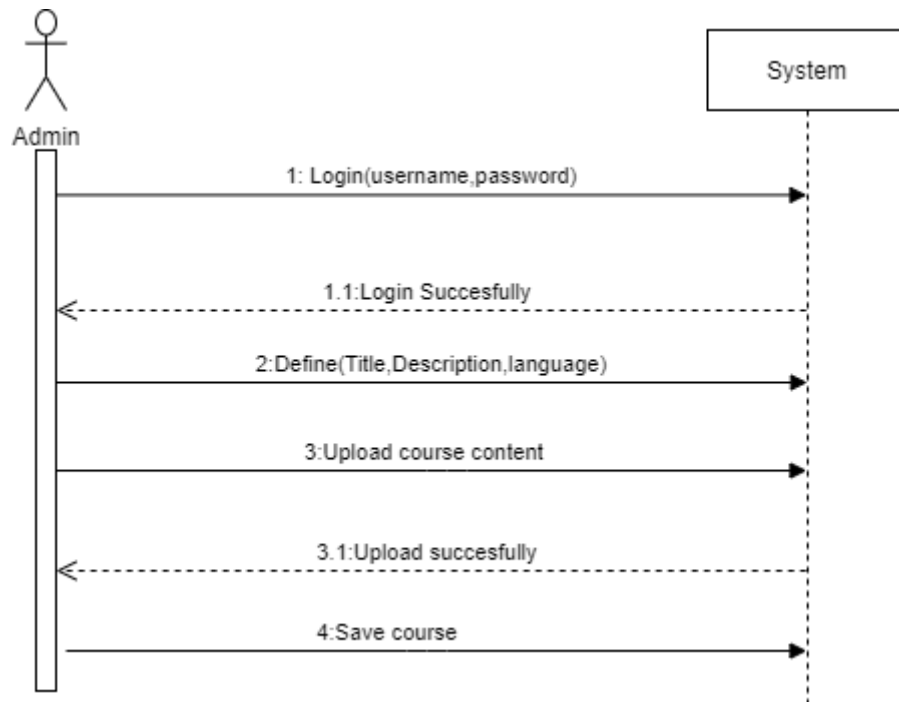 System
Admin
1: Login(username,password)
1.1:Login Succesfully
2:Define(Title,Description,language)
3:Upload course content
3.1:Upload succesfully
4:Save course